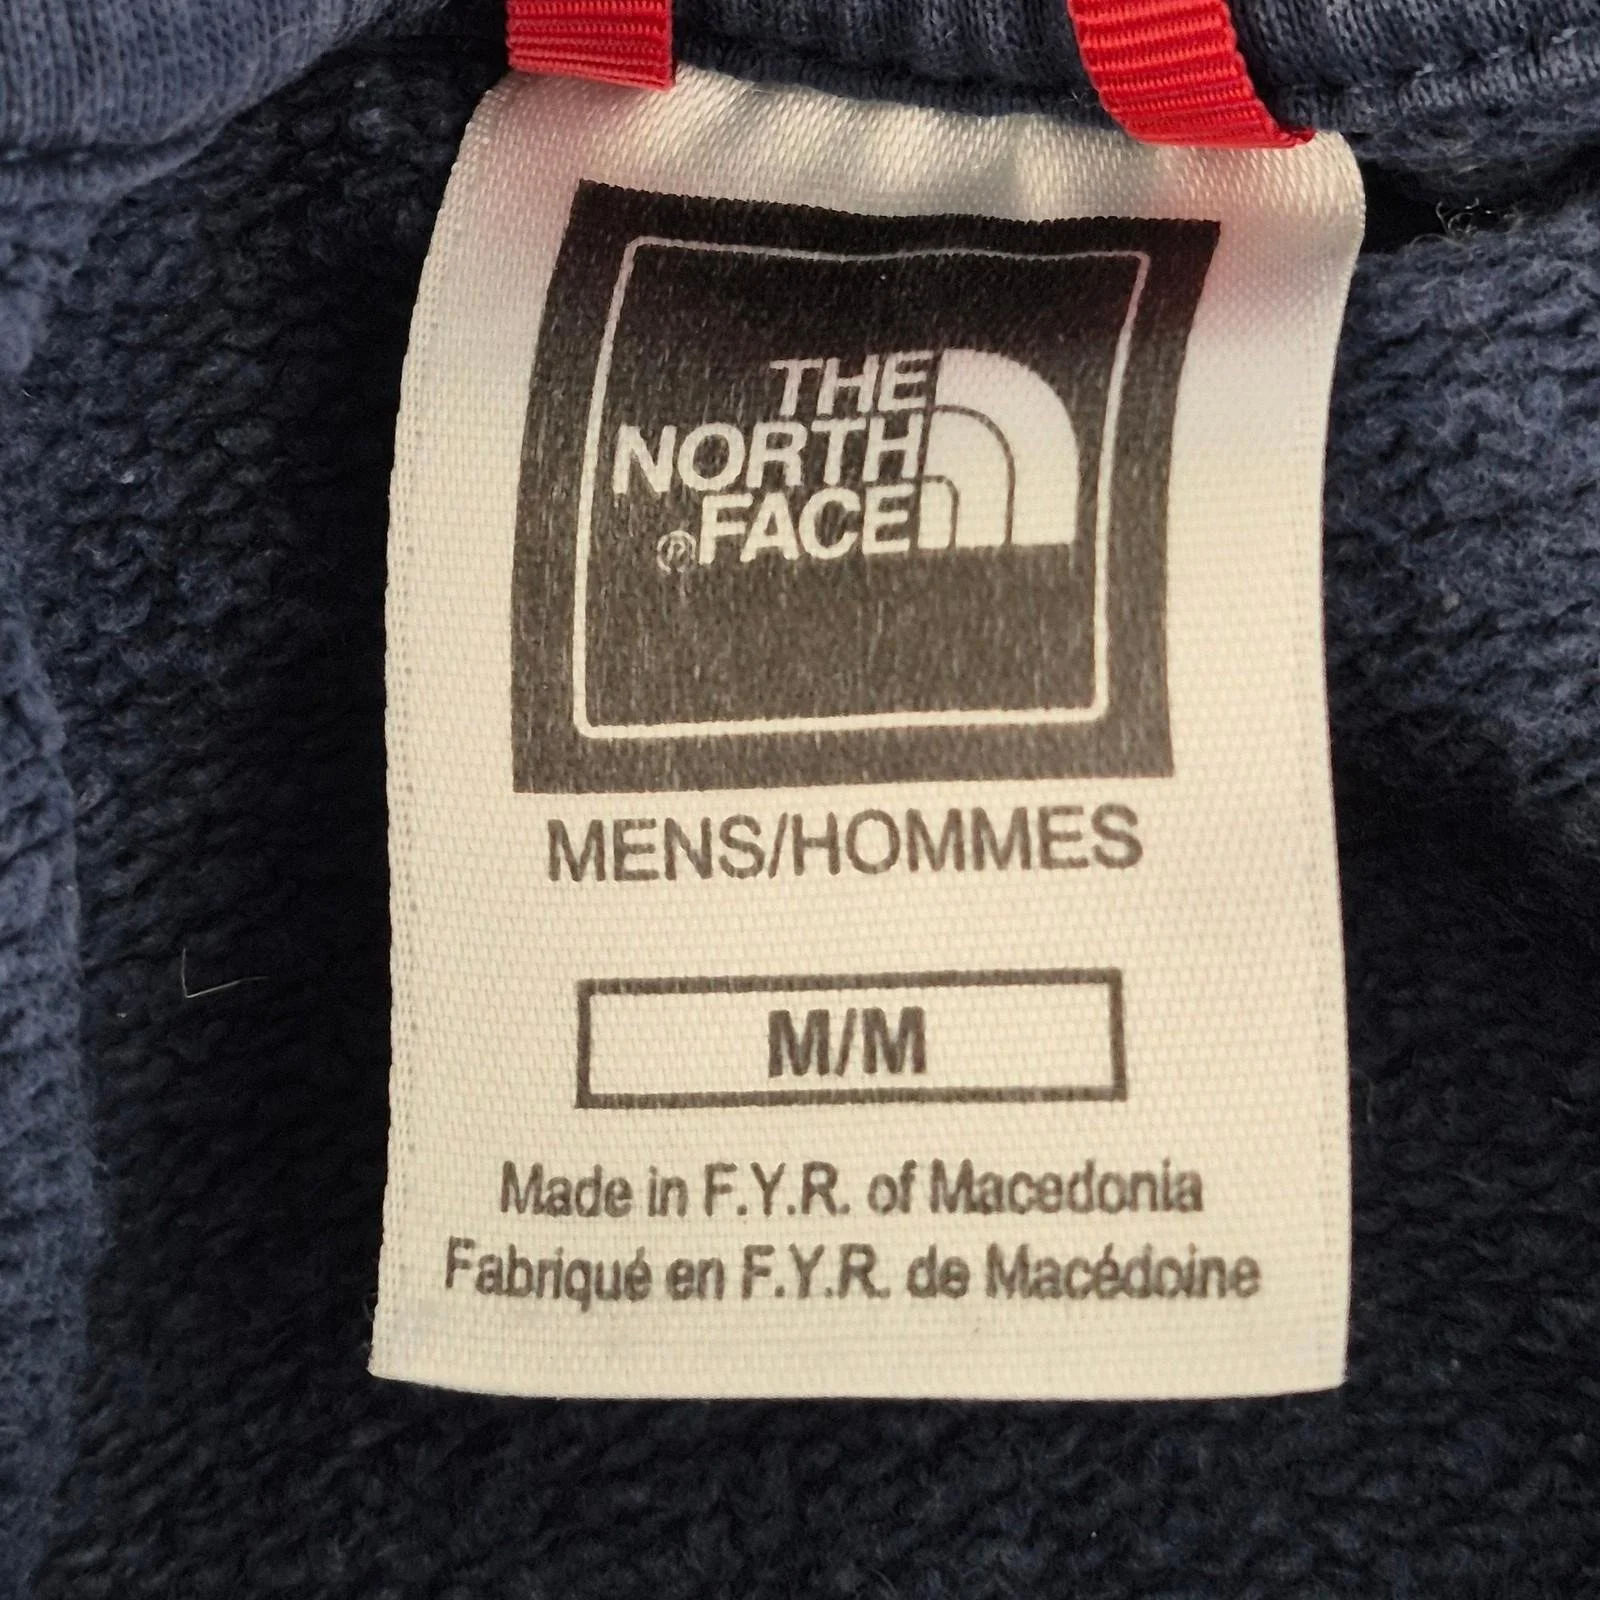 THE
NORTH
®FACE
MENS/HOMMES
M/M
Made in F.Y.R. of Macedonia
Fabriqué en F.Y.R. de Macédoine